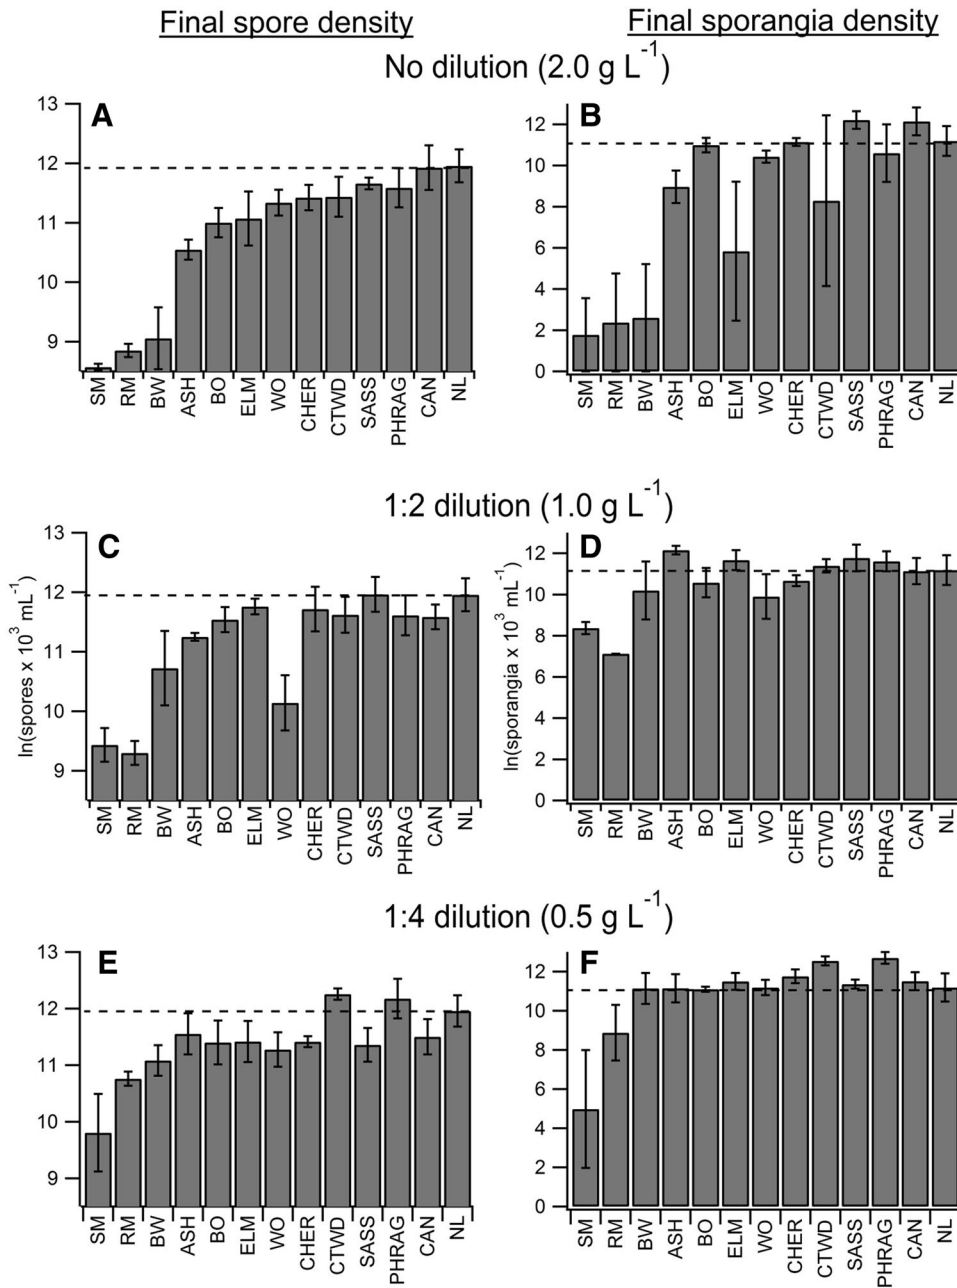 Final spore density
Final sporangia density
No dilution (2.0 g L⁻¹)
A
13
12
11
10
9
SM
RM
BW
ASH
BO
ELM
WO
CHER
CTWD
SASS
PHRAG
CAN
NL
B
12
10
8
6
4
2
0
SM
RM
BW
ASH
BO
ELM
WO
CHER
CTWD
SASS
PHRAG
CAN
NL
1:2 dilution (1.0 g L⁻¹)
C
ln(spores x 10³ mL⁻¹)
13
12
11
10
9
SM
RM
BW
ASH
BO
ELM
WO
CHER
CTWD
SASS
PHRAG
CAN
NL
D
ln(sporangia x 10³ mL⁻¹)
12
10
8
6
4
2
0
SM
RM
BW
ASH
BO
ELM
WO
CHER
CTWD
SASS
PHRAG
CAN
NL
1:4 dilution (0.5 g L⁻¹)
E
13
12
11
10
9
SM
RM
BW
ASH
BO
ELM
WO
CHER
CTWD
SASS
PHRAG
CAN
NL
F
12
10
8
6
4
2
0
SM
RM
BW
ASH
BO
ELM
WO
CHER
CTWD
SASS
PHRAG
CAN
NL